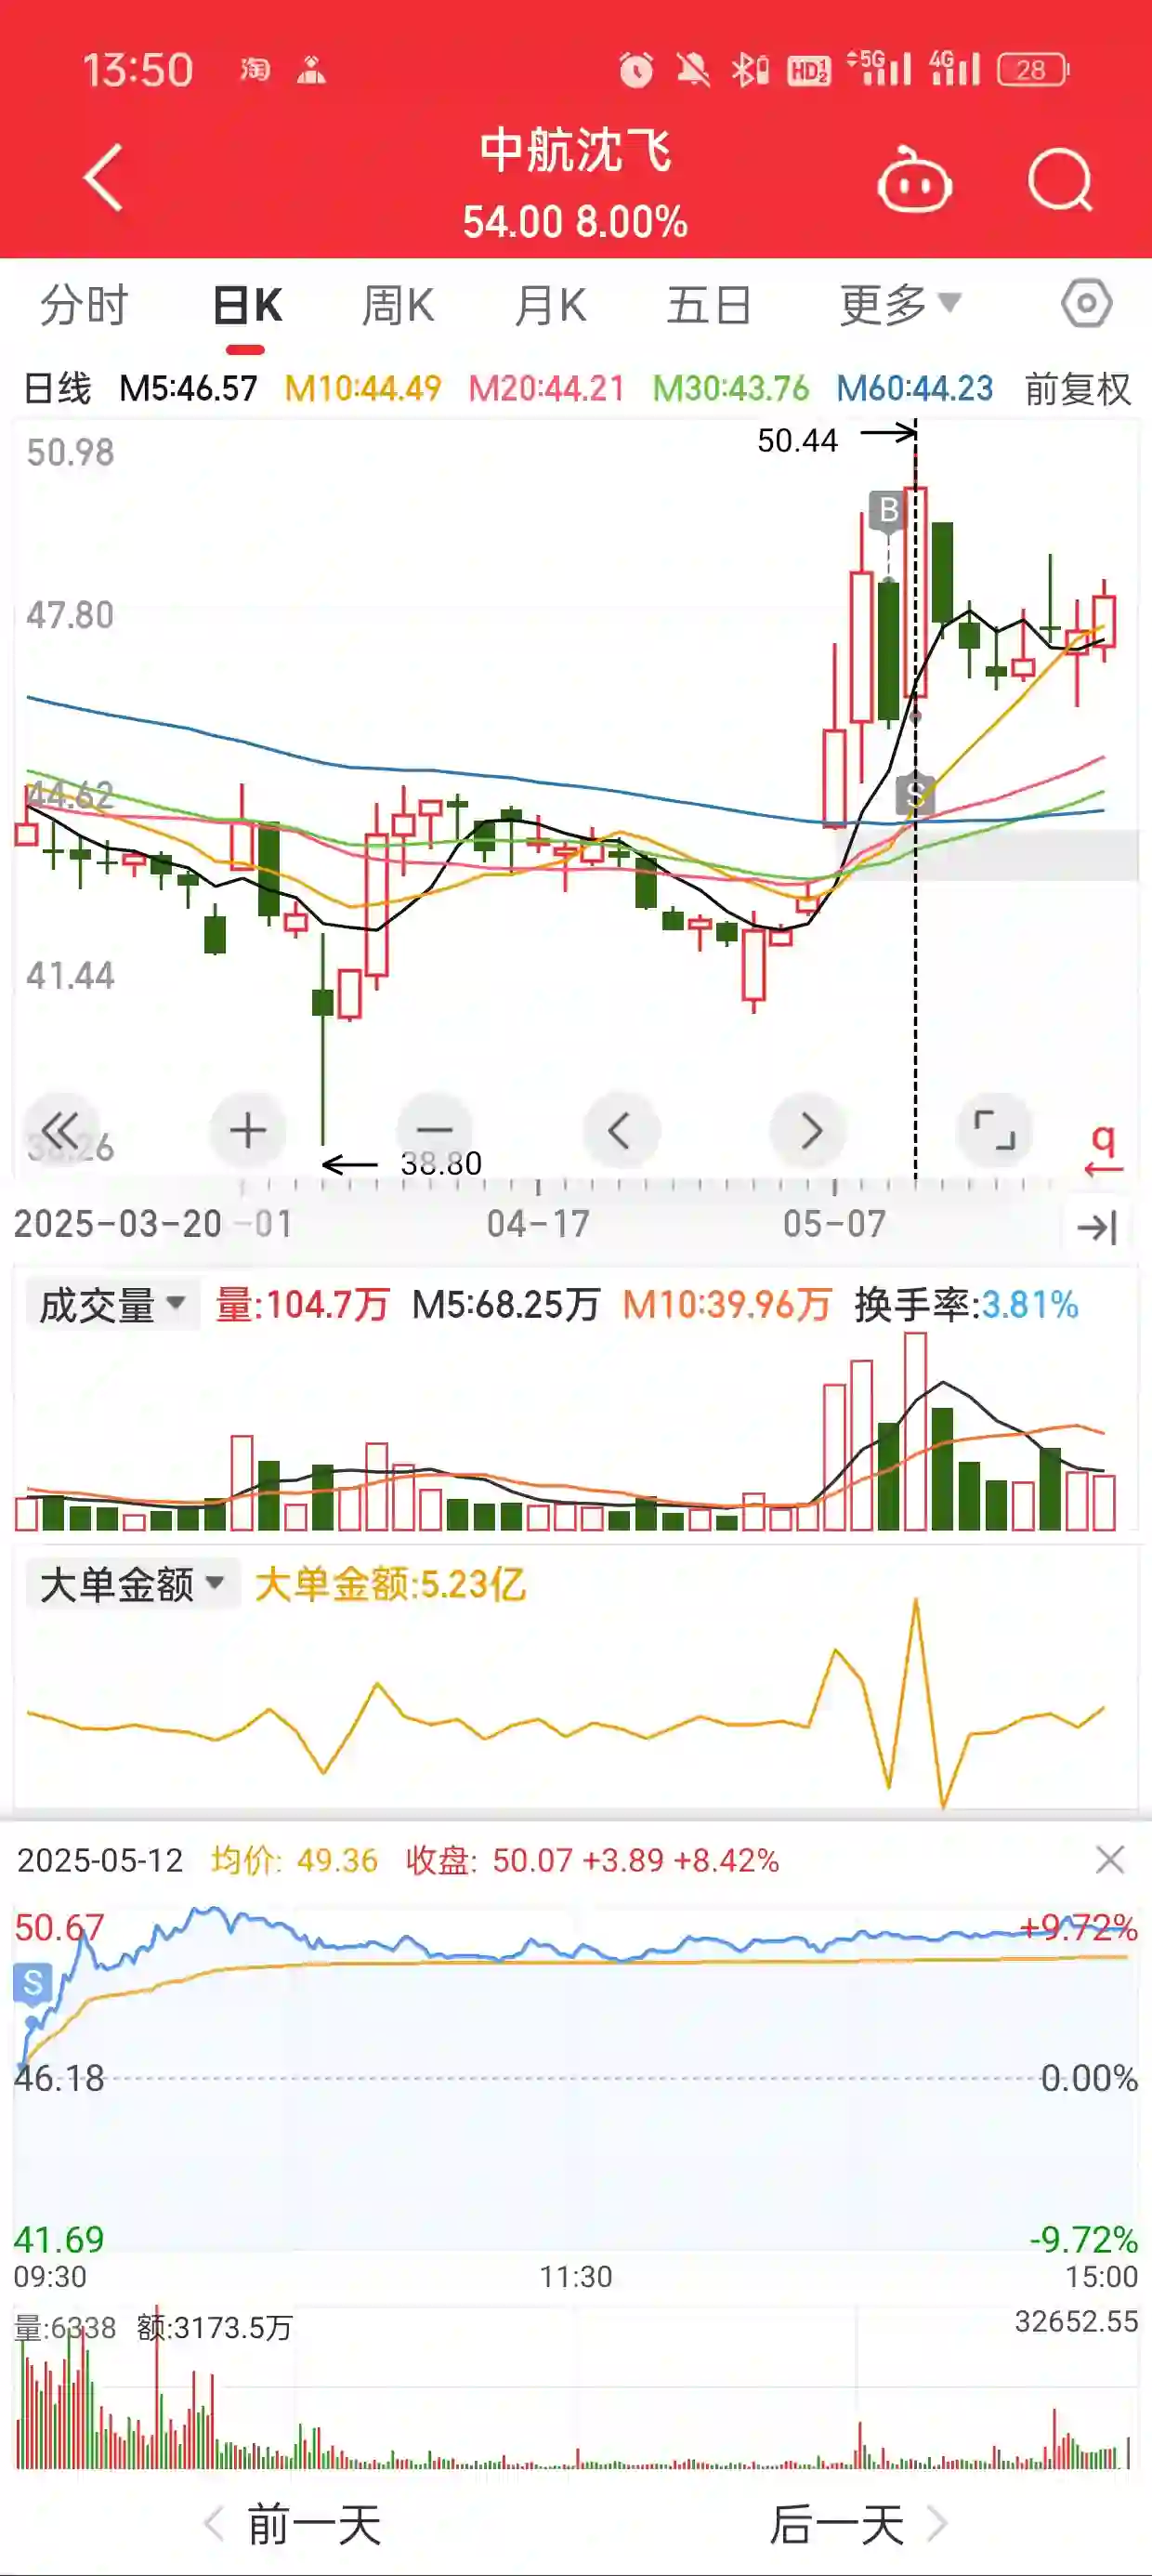 13:50 淘 HD 1 2 5G 4G 28
中航沈飞
54.00 8.00%
分时 日K 周K 月K 五日 更多
日线 M5:46.57 M10:44.49 M20:44.21 M30:43.76 M60:44.23 前复权
50.98
50.44
B
47.80
44.62
S
41.44
38.80
q
2025-03-20 -01 04-17 05-07
成交量 量:104.7万 M5:68.25万 M10:39.96万 换手率:3.81%
大单金额 大单金额:5.23亿
2025-05-12 均价: 49.36 收盘: 50.07 +3.89 +8.42%
50.67 +9.72%
S
46.18 0.00%
41.69 -9.72%
09:30 11:30 15:00
量:6338 额:3173.5万 32652.55
前一天 后一天